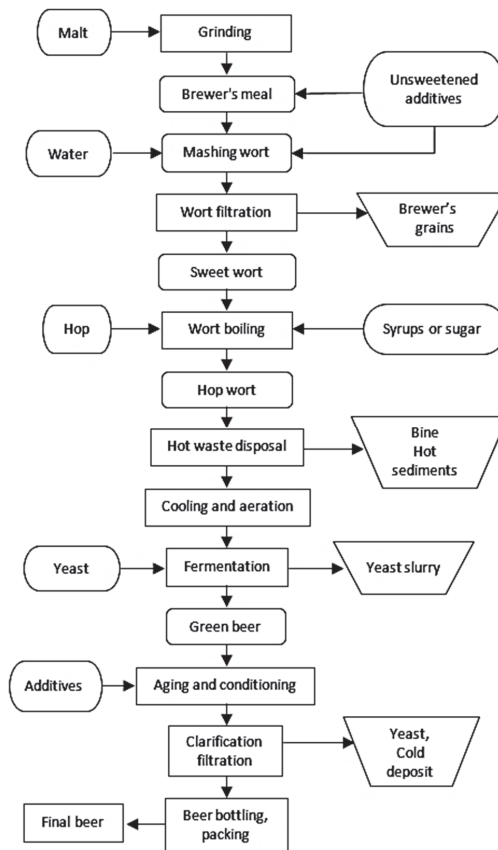 Malt
Grinding
Brewer's meal
Unsweetened
additives
Water
Mashing wort
Wort filtration
Brewer's
grains
Sweet wort
Hop
Wort boiling
Syrups or sugar
Hop wort
Hot waste disposal
Bine
Hot
sediments
Cooling and aeration
Yeast
Fermentation
Yeast slurry
Green beer
Additives
Aging and conditioning
Clarification
filtration
Yeast,
Cold
deposit
Final beer
Beer bottling,
packing